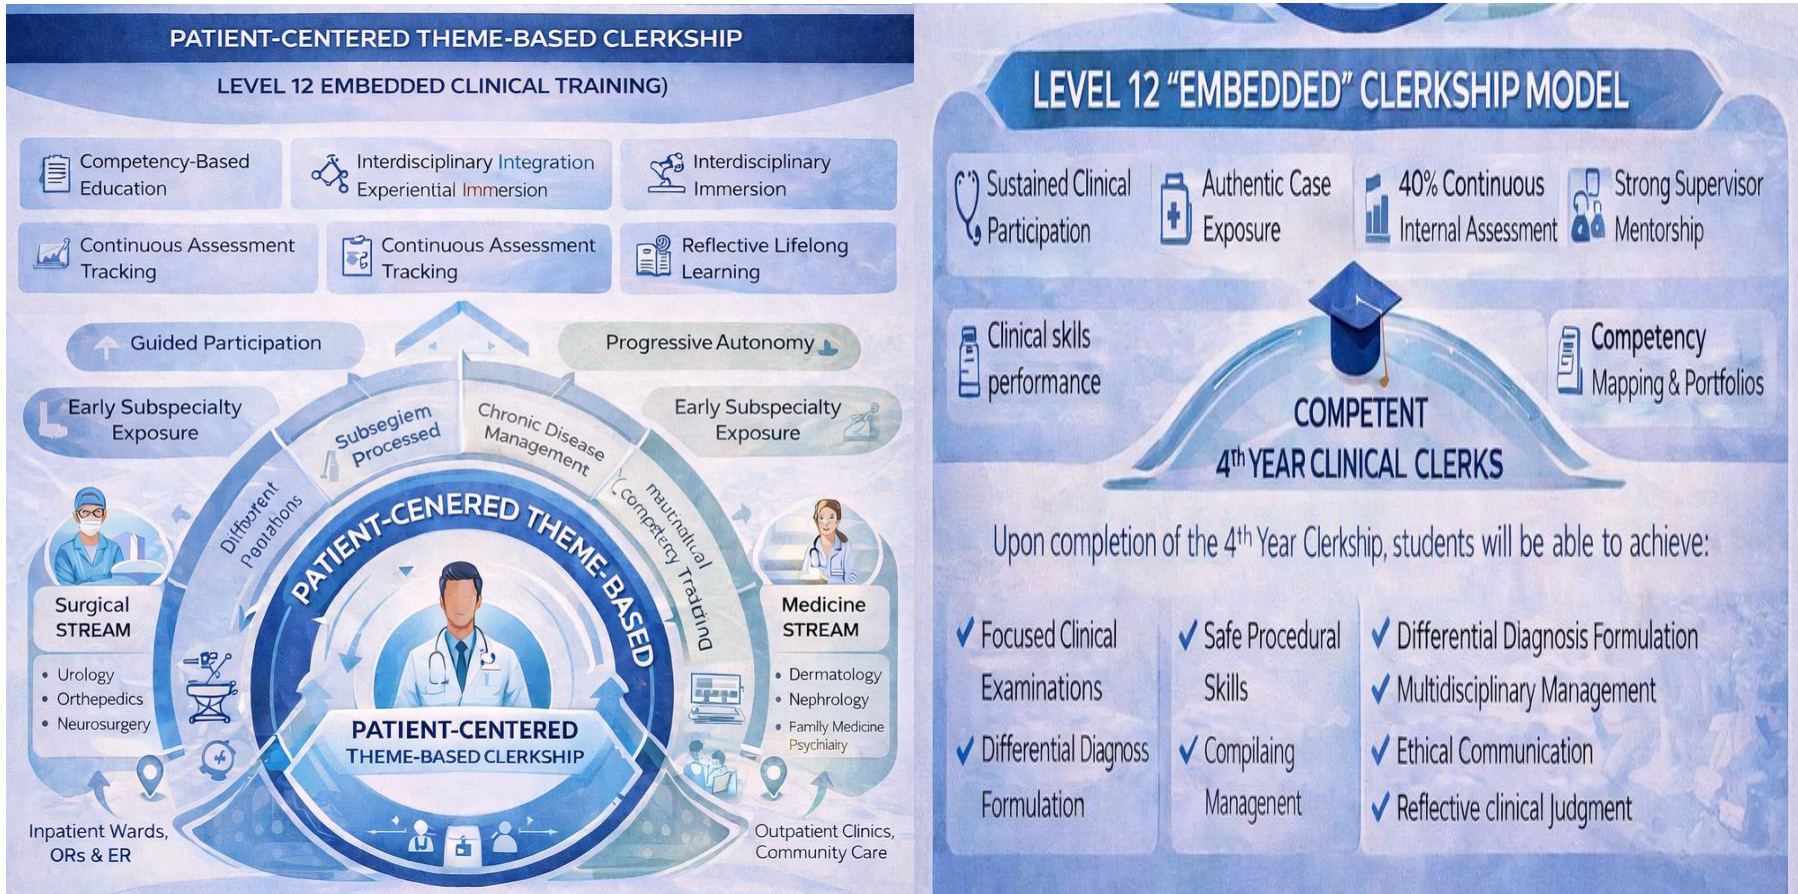 PATIENT-CENTERED THEME-BASED CLERKSHIP
LEVEL 12 EMBEDDED CLINICAL TRAINING)
Competency-Based
Education
Interdisciplinary Integration
Experiential Immersion
Interdisciplinary
Immersion
Continuous Assessment
Tracking
Continuous Assessment
Tracking
Reflective Lifelong
Learning
Guided Participation
Progressive Autonomy
Early Subspecialty
Exposure
Early Subspecialty
Exposure
Subsegiem
Processed
Chronic Disease
Management
Competency
PATIENT-CENERED THEME-BASED
Surgical
STREAM
• Urology
• Orthepedics
• Neurosurgery
Medicine
STREAM
• Dermatology
• Nephrology
• Family Medicine
Psychiairy
PATIENT-CENTERED
THEME-BASED CLERKSHIP
Inpatient Wards,
ORs & ER
Outpatient Clinics,
Community Care
LEVEL 12 “EMBEDDED” CLERKSHIP MODEL
Sustained Clinical
Participation
Authentic Case
Exposure
40% Continuous
Internal Assessment
Strong Supervisor
Mentorship
Clinical skils
performance
Competency
Mapping & Portfolios
COMPETENT
4th YEAR CLINICAL CLERKS
Upon completion of the 4th Year Clerkship, students will be able to achieve:
✓ Focused Clinical
Examinations
✓ Differential Diagnoss
Formulation
✓ Safe Procedural
Skills
✓ Compilaing
Managenent
✓ Differential Diagnosis Formulation
✓ Multidisciplinary Management
✓ Ethical Communication
✓ Reflective clinical Judgment